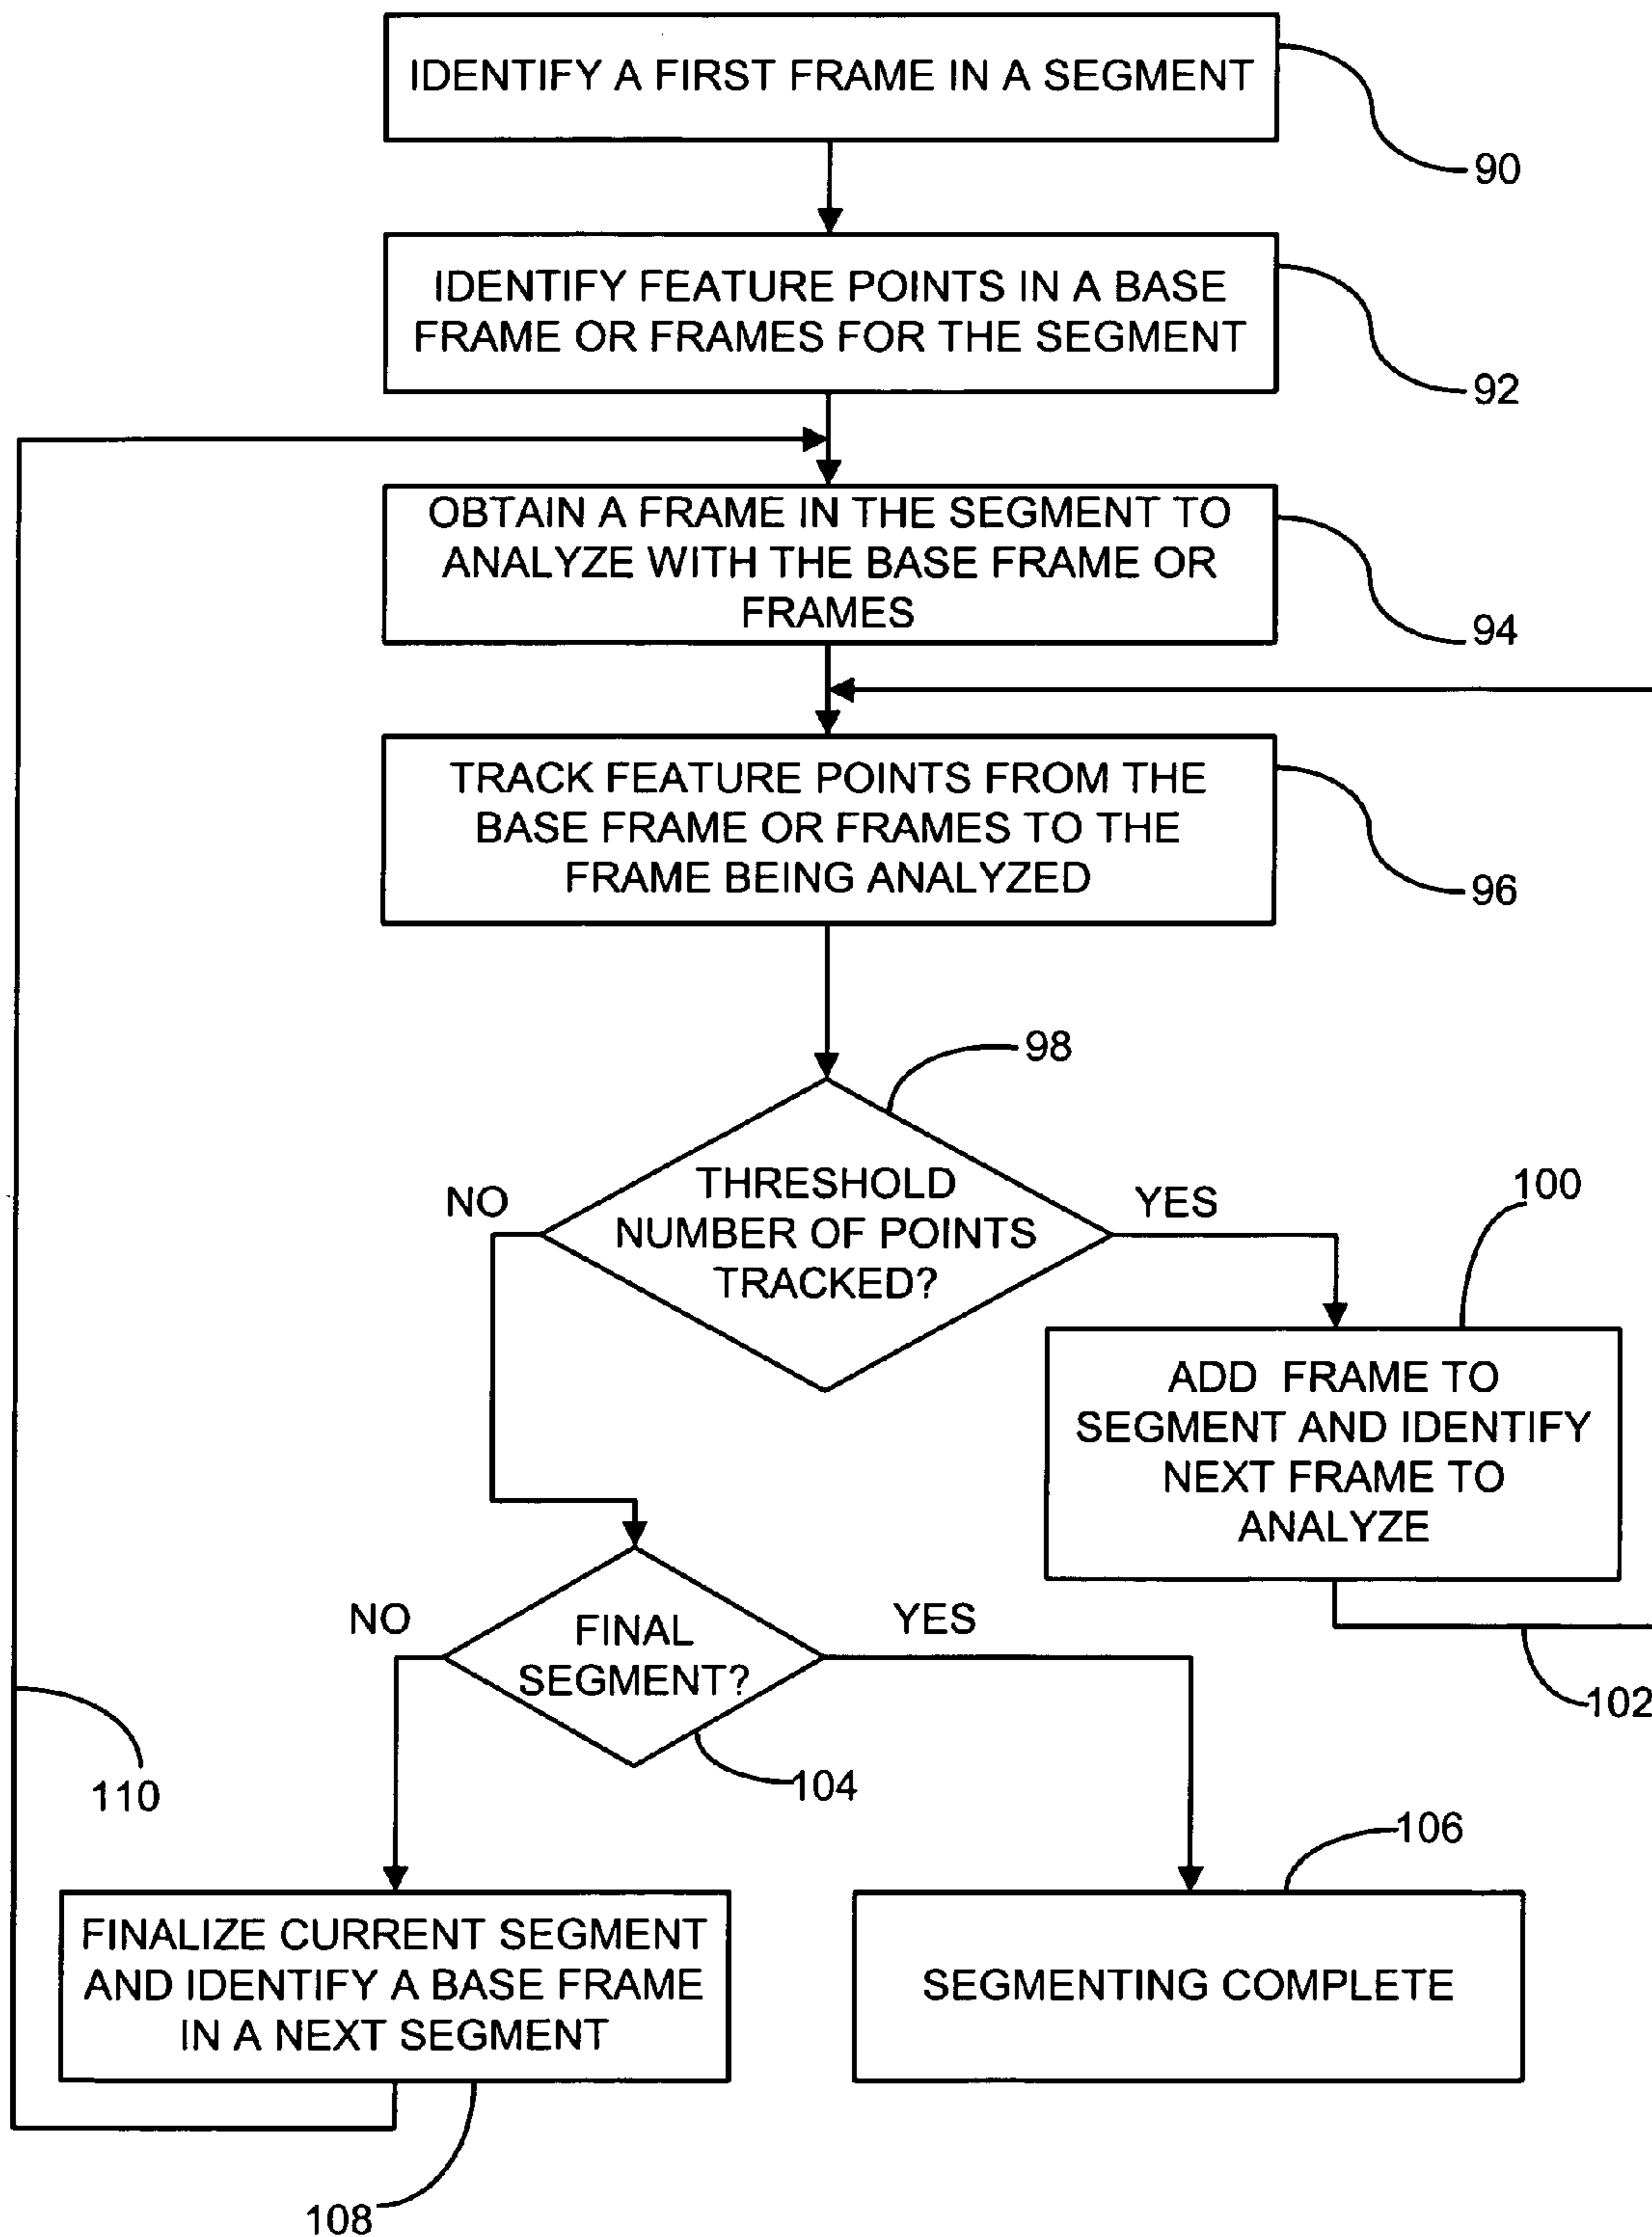 IDENTIFY A FIRST FRAME IN A SEGMENT
90
IDENTIFY FEATURE POINTS IN A BASE
FRAME OR FRAMES FOR THE SEGMENT
92
OBTAIN A FRAME IN THE SEGMENT TO
ANALYZE WITH THE BASE FRAME OR
FRAMES
94
TRACK FEATURE POINTS FROM THE
BASE FRAME OR FRAMES TO THE
FRAME BEING ANALYZED
96
98
THRESHOLD
NUMBER OF POINTS
TRACKED?
NO
YES
100
ADD FRAME TO
SEGMENT AND IDENTIFY
NEXT FRAME TO
ANALYZE
102
FINAL
SEGMENT?
NO
YES
104
110
106
FINALIZE CURRENT SEGMENT
AND IDENTIFY A BASE FRAME
IN A NEXT SEGMENT
SEGMENTING COMPLETE
108